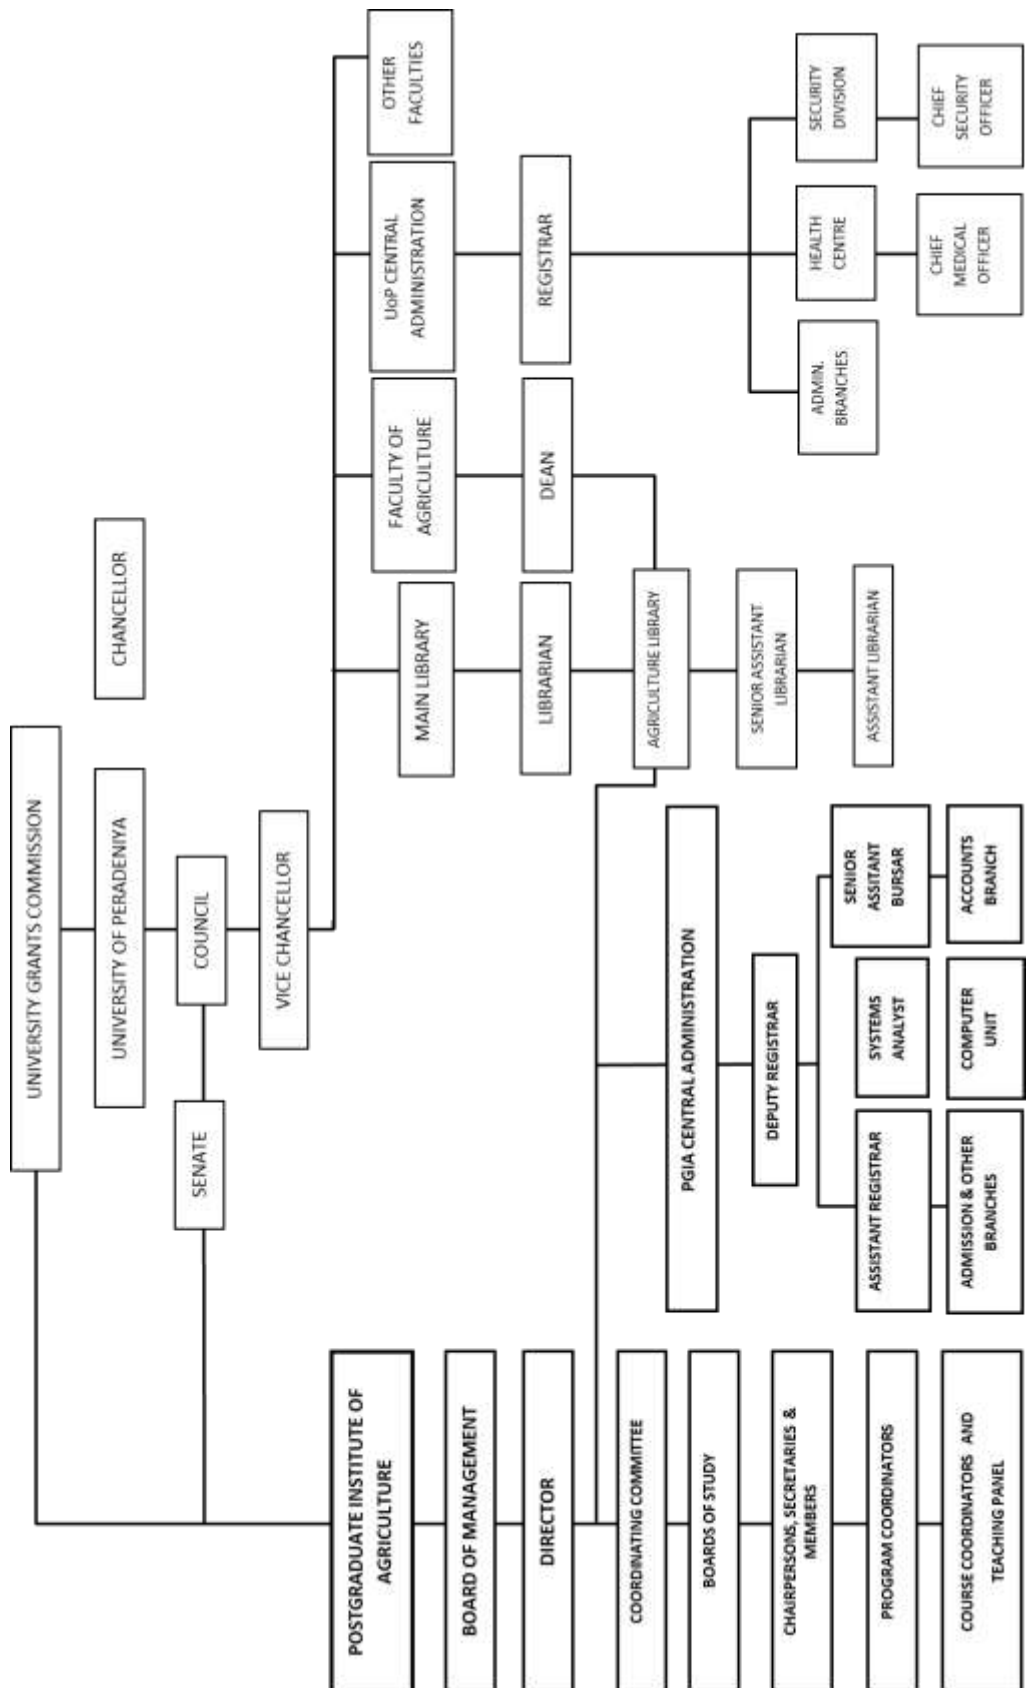 UNIVERSITY GRANTS COMMISSION
UNIVERSITY OF PERADENIYA
CHANCELLOR
SENATE
COUNCIL
VICE CHANCELLOR
POSTGRADUATE INSTITUTE OF
AGRICULTURE
MAIN LIBRARY
FACULTY OF
AGRICULTURE
UoP CENTRAL
ADMINISTRATION
OTHER
FACULTIES
BOARD OF MANAGEMENT
DIRECTOR
LIBRARIAN
DEAN
REGISTRAR
COORDINATING COMMITTEE
AGRICULTURE LIBRARY
BOARDS OF STUDY
PGIA CENTRAL ADMINISTRATION
SENIOR ASSISTANT
LIBRARIAN
CHAIRPERSONS, SECRETARIES &
MEMBERS
DEPUTY REGISTRAR
ADMIN.
BRANCHES
HEALTH
CENTRE
SECURITY
DIVISION
PROGRAM COORDINATORS
ASSISTANT REGISTRAR
SYSTEMS
ANALYST
SENIOR
ASSITANT
BURSAR
ASSISTANT LIBRARIAN
COURSE COORDINATORS AND
TEACHING PANEL
ADMISSION & OTHER
BRANCHES
COMPUTER
UNIT
ACCOUNTS
BRANCH
CHIEF
MEDICAL
OFFICER
CHIEF
SECURITY
OFFICER